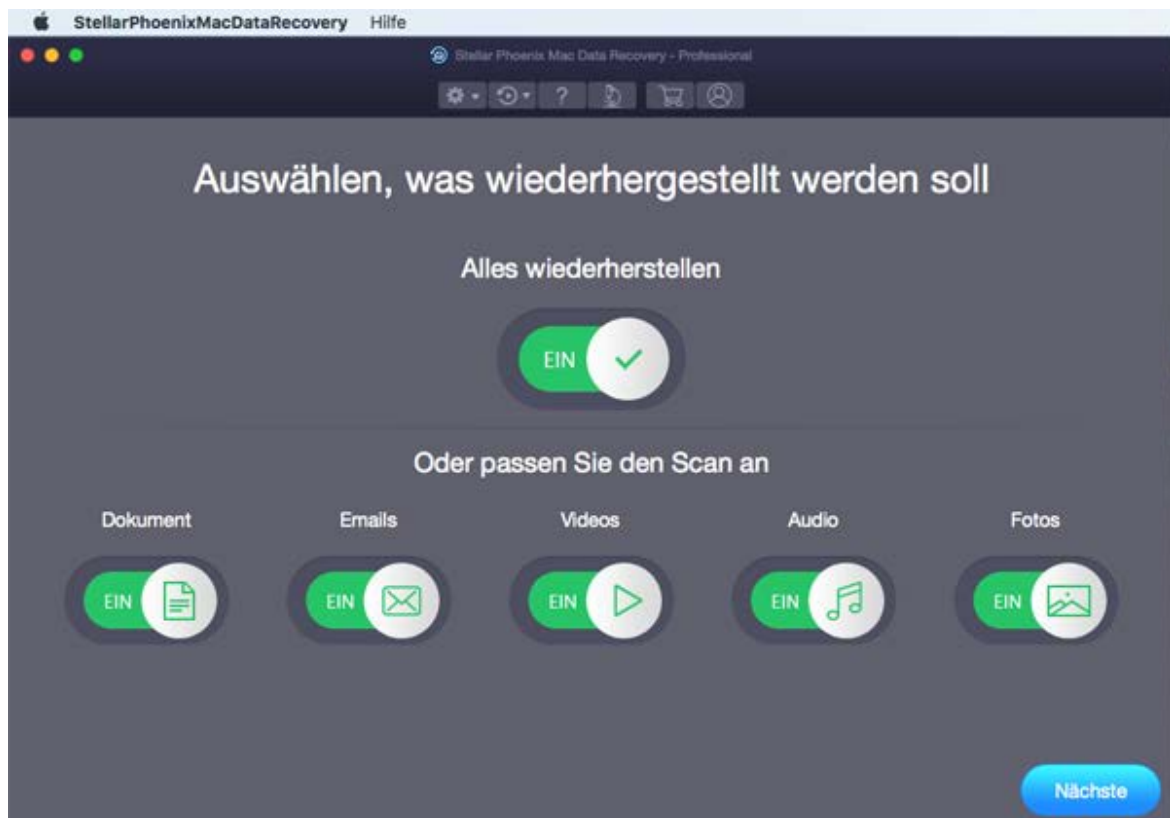 StellarPhoenixMacDataRecovery Hilfe
Stellar Phoenix Mac Data Recovery - Professional
?
Auswählen, was wiederhergestellt werden soll
Alles wiederherstellen
EIN
Oder passen Sie den Scan an
Dokument Emails Videos Audio Fotos
EIN EIN EIN EIN EIN
Nächste